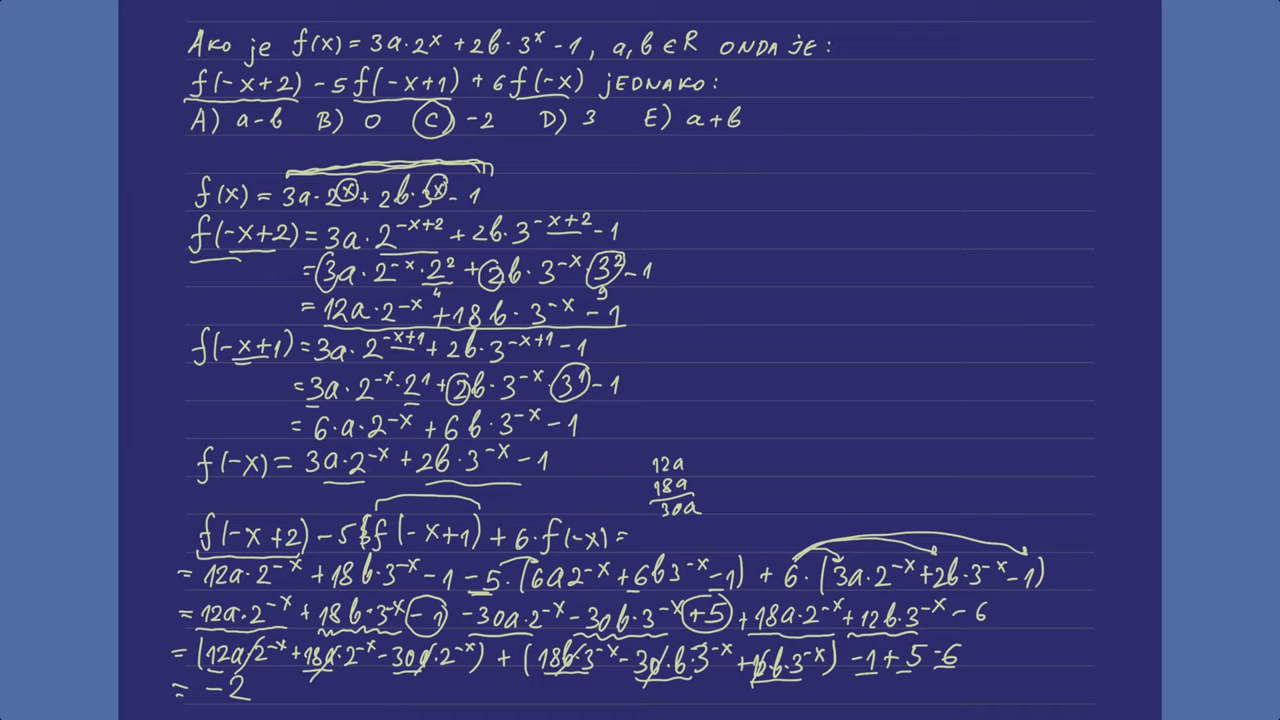 Ako je f(x) = 3a·2^x + 2b·3^x - 1, a,b ∈ R ONDA JE:
f(-x+2) - 5f(-x+1) + 6f(-x) JEDNAKO:
A) a-b B) 0 C) -2 D) 3 E) a+b
f(x) = 3a·2^x + 2b·3^x - 1
f(-x+2) = 3a·2^-x+2 + 2b·3^-x+2 - 1
= 3a·2^-x·2^2 + 2b·3^-x·3^2 - 1
4 9
= 12a·2^-x + 18b·3^-x - 1
f(-x+1) = 3a·2^-x+1 + 2b·3^-x+1 - 1
= 3a·2^-x·2^1 + 2b·3^-x·3^1 - 1
= 6·a·2^-x + 6b·3^-x - 1
f(-x) = 3a·2^-x + 2b·3^-x - 1
12a
18a
30a
f(-x+2) - 5f(-x+1) + 6·f(-x) =
= 12a·2^-x + 18b·3^-x - 1 - 5·(6a2^-x + 6b3^-x - 1) + 6·(3a·2^-x + 2b·3^-x - 1)
= 12a·2^-x + 18b·3^-x - 1 - 30a·2^-x - 30b·3^-x + 5 + 18a·2^-x + 12b·3^-x - 6
= (12a·2^-x + 18a·2^-x - 30a·2^-x) + (18b·3^-x - 30·b·3^-x + b·3^-x) - 1 + 5 - 6
= -2